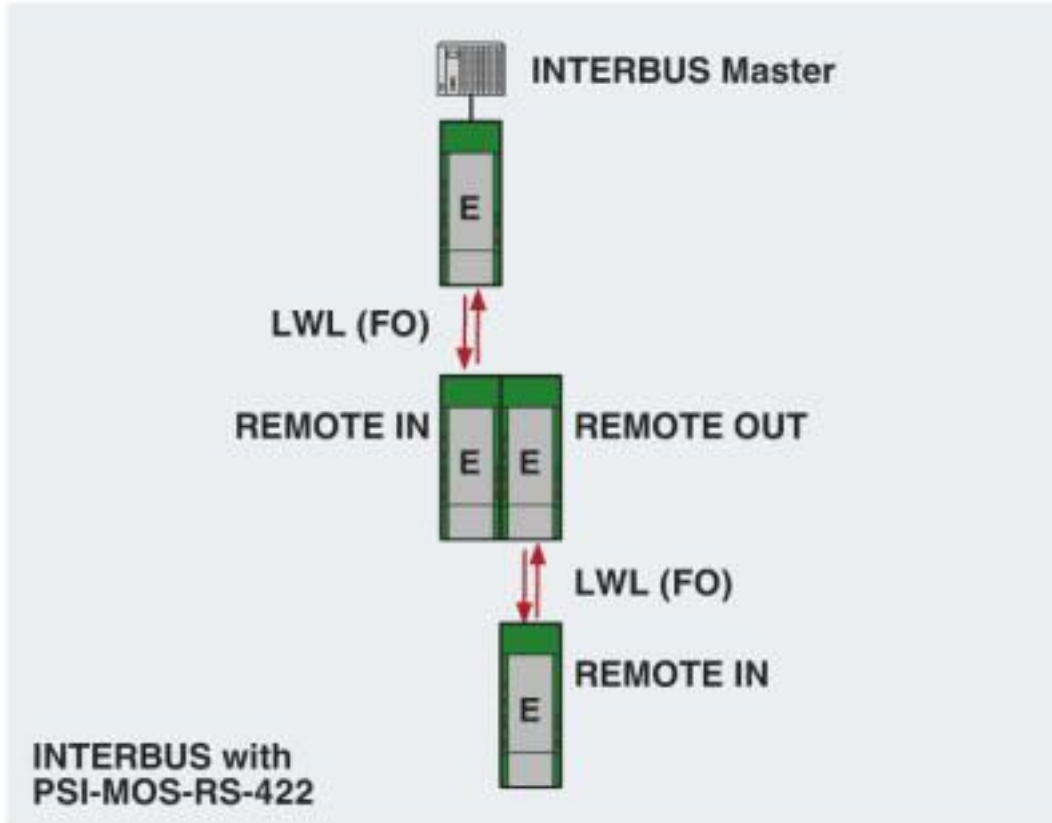 INTERBUS Master
E
LWL (FO)
REMOTE IN
E
E
REMOTE OUT
LWL (FO)
REMOTE IN
E
INTERBUS with
PSI-MOS-RS-422